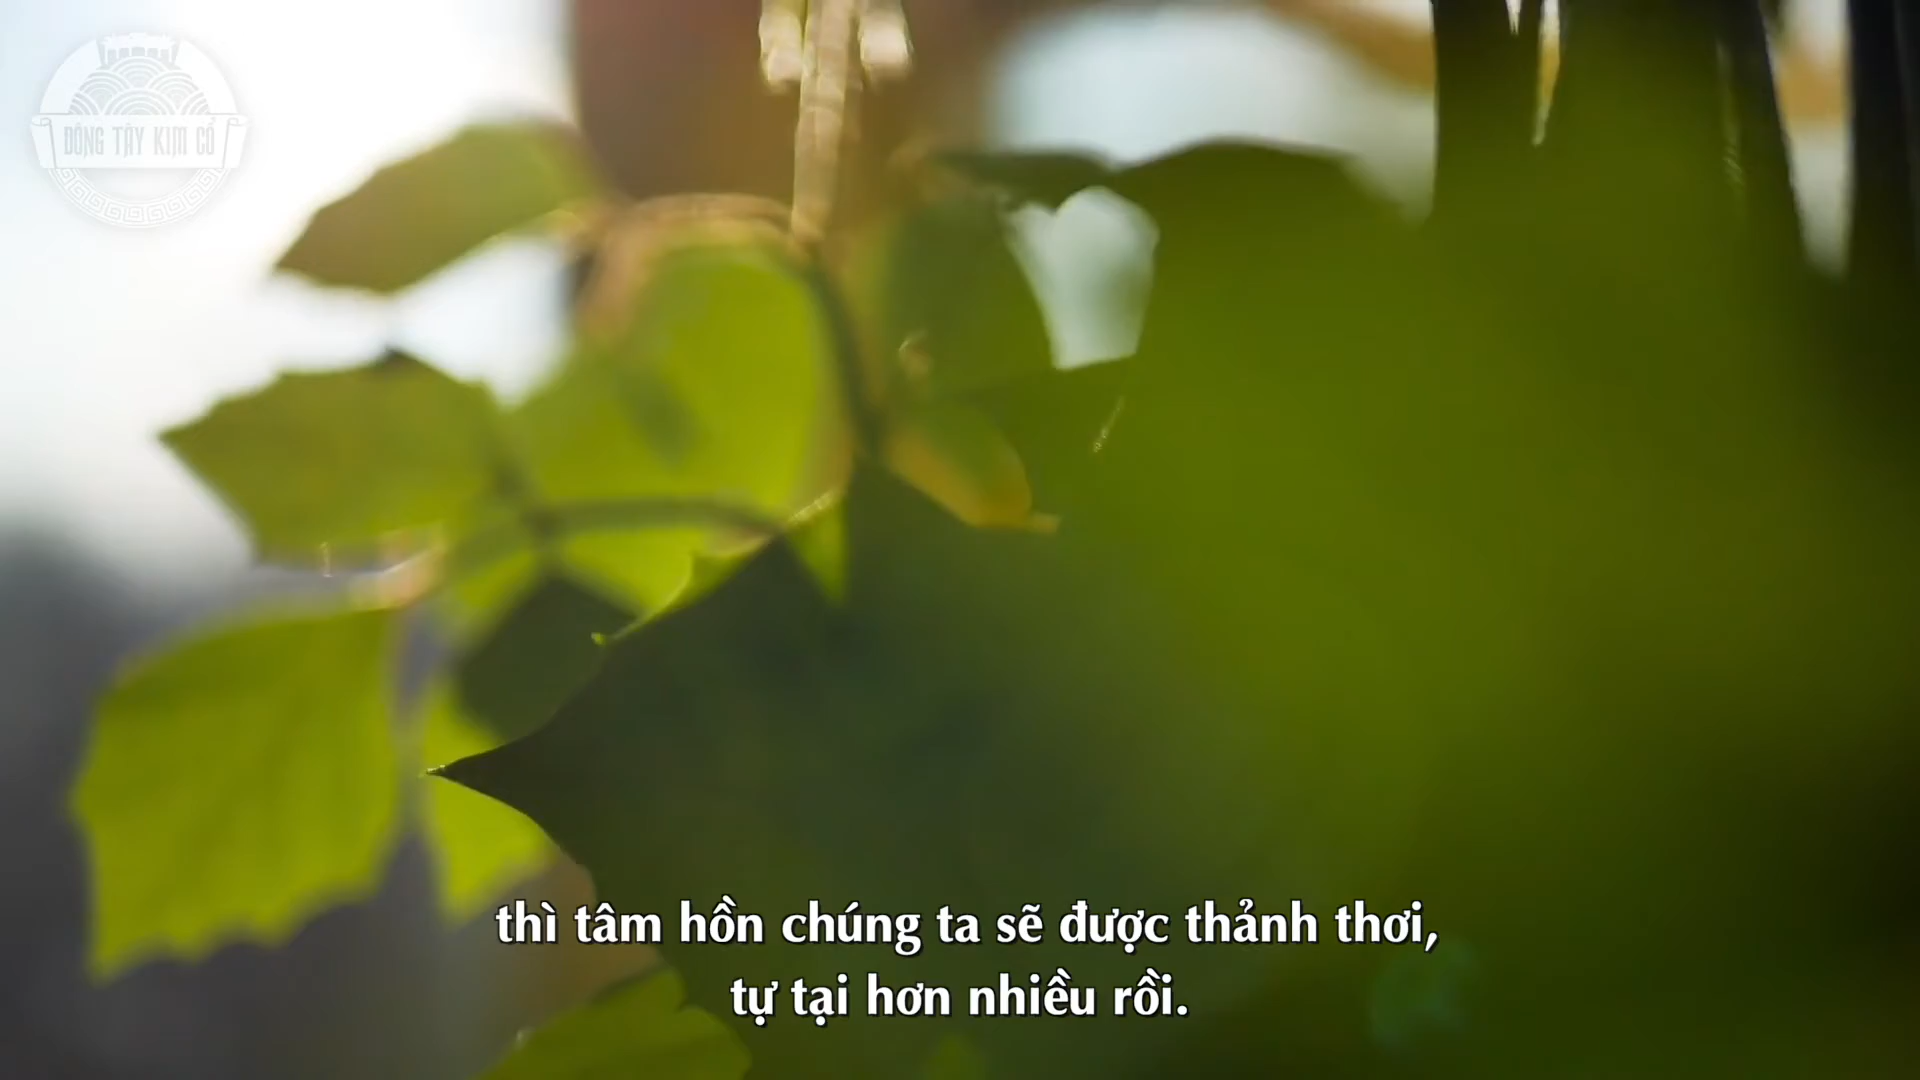 ĐÔNG TÂY KIM CỔ
thì tâm hồn chúng ta sẽ được thảnh thơi,
tự tại hơn nhiều rồi.